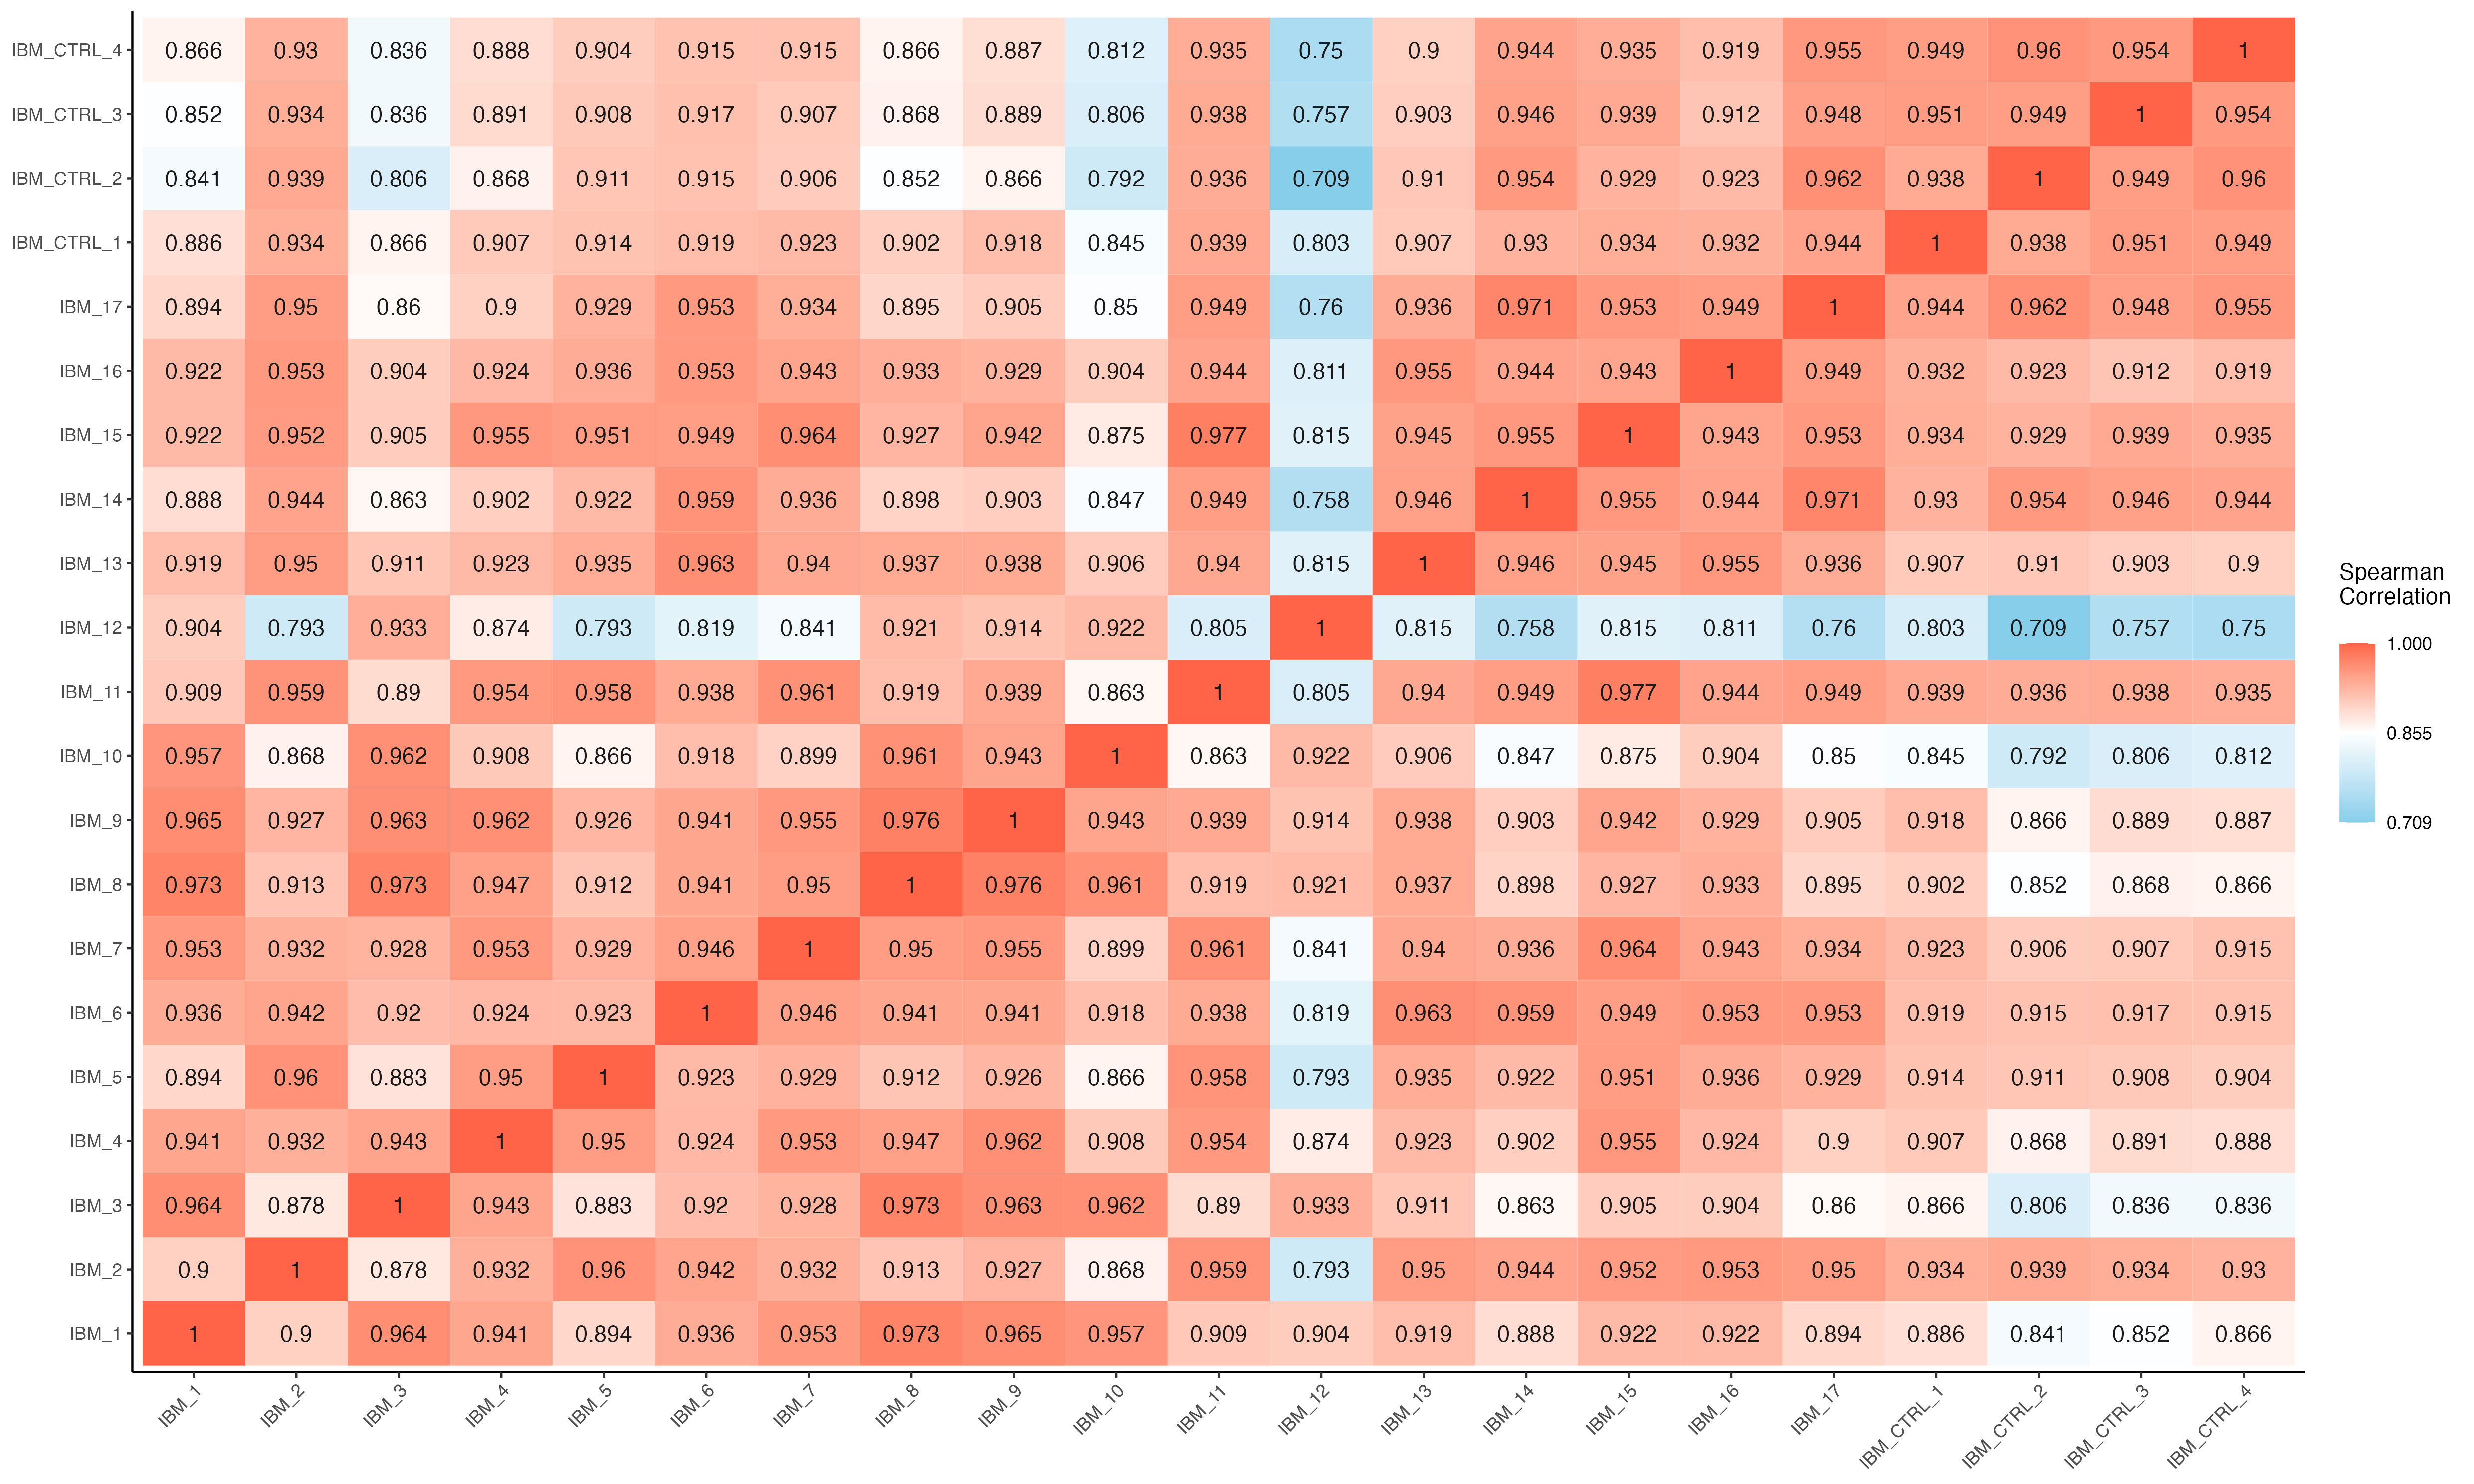 IBM_CTRL_4 0.866 0.93 0.836 0.888 0.904 0.915 0.915 0.866 0.887 0.812 0.935 0.75 0.9 0.944 0.935 0.919 0.955 0.949 0.96 0.954 1
IBM_CTRL_3 0.852 0.934 0.836 0.891 0.908 0.917 0.907 0.868 0.889 0.806 0.938 0.757 0.903 0.946 0.939 0.912 0.948 0.951 0.949 1 0.954
IBM_CTRL_2 0.841 0.939 0.806 0.868 0.911 0.915 0.906 0.852 0.866 0.792 0.936 0.709 0.91 0.954 0.929 0.923 0.962 0.938 1 0.949 0.96
IBM_CTRL_1 0.886 0.934 0.866 0.907 0.914 0.919 0.923 0.902 0.918 0.845 0.939 0.803 0.907 0.93 0.934 0.932 0.944 1 0.938 0.951 0.949
IBM_17 0.894 0.95 0.86 0.9 0.929 0.953 0.934 0.895 0.905 0.85 0.949 0.76 0.936 0.971 0.953 0.949 1 0.944 0.962 0.948 0.955
IBM_16 0.922 0.953 0.904 0.924 0.936 0.953 0.943 0.933 0.929 0.904 0.944 0.811 0.955 0.944 0.943 1 0.949 0.932 0.923 0.912 0.919
IBM_15 0.922 0.952 0.905 0.955 0.951 0.949 0.964 0.927 0.942 0.875 0.977 0.815 0.945 0.955 1 0.943 0.953 0.934 0.929 0.939 0.935
IBM_14 0.888 0.944 0.863 0.902 0.922 0.959 0.936 0.898 0.903 0.847 0.949 0.758 0.946 1 0.955 0.944 0.971 0.93 0.954 0.946 0.944
IBM_13 0.919 0.95 0.911 0.923 0.935 0.963 0.94 0.937 0.938 0.906 0.94 0.815 1 0.946 0.945 0.955 0.936 0.907 0.91 0.903 0.9
IBM_12 0.904 0.793 0.933 0.874 0.793 0.819 0.841 0.921 0.914 0.922 0.805 1 0.815 0.758 0.815 0.811 0.76 0.803 0.709 0.757 0.75
IBM_11 0.909 0.959 0.89 0.954 0.958 0.938 0.961 0.919 0.939 0.863 1 0.805 0.94 0.949 0.977 0.944 0.949 0.939 0.936 0.938 0.935
IBM_10 0.957 0.868 0.962 0.908 0.866 0.918 0.899 0.961 0.943 1 0.863 0.922 0.906 0.847 0.875 0.904 0.85 0.845 0.792 0.806 0.812
IBM_9 0.965 0.927 0.963 0.962 0.926 0.941 0.955 0.976 1 0.943 0.939 0.914 0.938 0.903 0.942 0.929 0.905 0.918 0.866 0.889 0.887
IBM_8 0.973 0.913 0.973 0.947 0.912 0.941 0.95 1 0.976 0.961 0.919 0.921 0.937 0.898 0.927 0.933 0.895 0.902 0.852 0.868 0.866
IBM_7 0.953 0.932 0.928 0.953 0.929 0.946 1 0.95 0.955 0.899 0.961 0.841 0.94 0.936 0.964 0.943 0.934 0.923 0.906 0.907 0.915
IBM_6 0.936 0.942 0.92 0.924 0.923 1 0.946 0.941 0.941 0.918 0.938 0.819 0.963 0.959 0.949 0.953 0.953 0.919 0.915 0.917 0.915
IBM_5 0.894 0.96 0.883 0.95 1 0.923 0.929 0.912 0.926 0.866 0.958 0.793 0.935 0.922 0.951 0.936 0.929 0.914 0.911 0.908 0.904
IBM_4 0.941 0.932 0.943 1 0.95 0.924 0.953 0.947 0.962 0.908 0.954 0.874 0.923 0.902 0.955 0.924 0.9 0.907 0.868 0.891 0.888
IBM_3 0.964 0.878 1 0.943 0.883 0.92 0.928 0.973 0.963 0.962 0.89 0.933 0.911 0.863 0.905 0.904 0.86 0.866 0.806 0.836 0.836
IBM_2 0.9 1 0.878 0.932 0.96 0.942 0.932 0.913 0.927 0.868 0.959 0.793 0.95 0.944 0.952 0.953 0.95 0.934 0.939 0.934 0.93
IBM_1 1 0.9 0.964 0.941 0.894 0.936 0.953 0.973 0.965 0.957 0.909 0.904 0.919 0.888 0.922 0.922 0.894 0.886 0.841 0.852 0.866
IBM_1 IBM_2 IBM_3 IBM_4 IBM_5 IBM_6 IBM_7 IBM_8 IBM_9 IBM_10 IBM_11 IBM_12 IBM_13 IBM_14 IBM_15 IBM_16 IBM_17 IBM_CTRL_1 IBM_CTRL_2 IBM_CTRL_3 IBM_CTRL_4
Spearman
Correlation
1.000
0.855
0.709